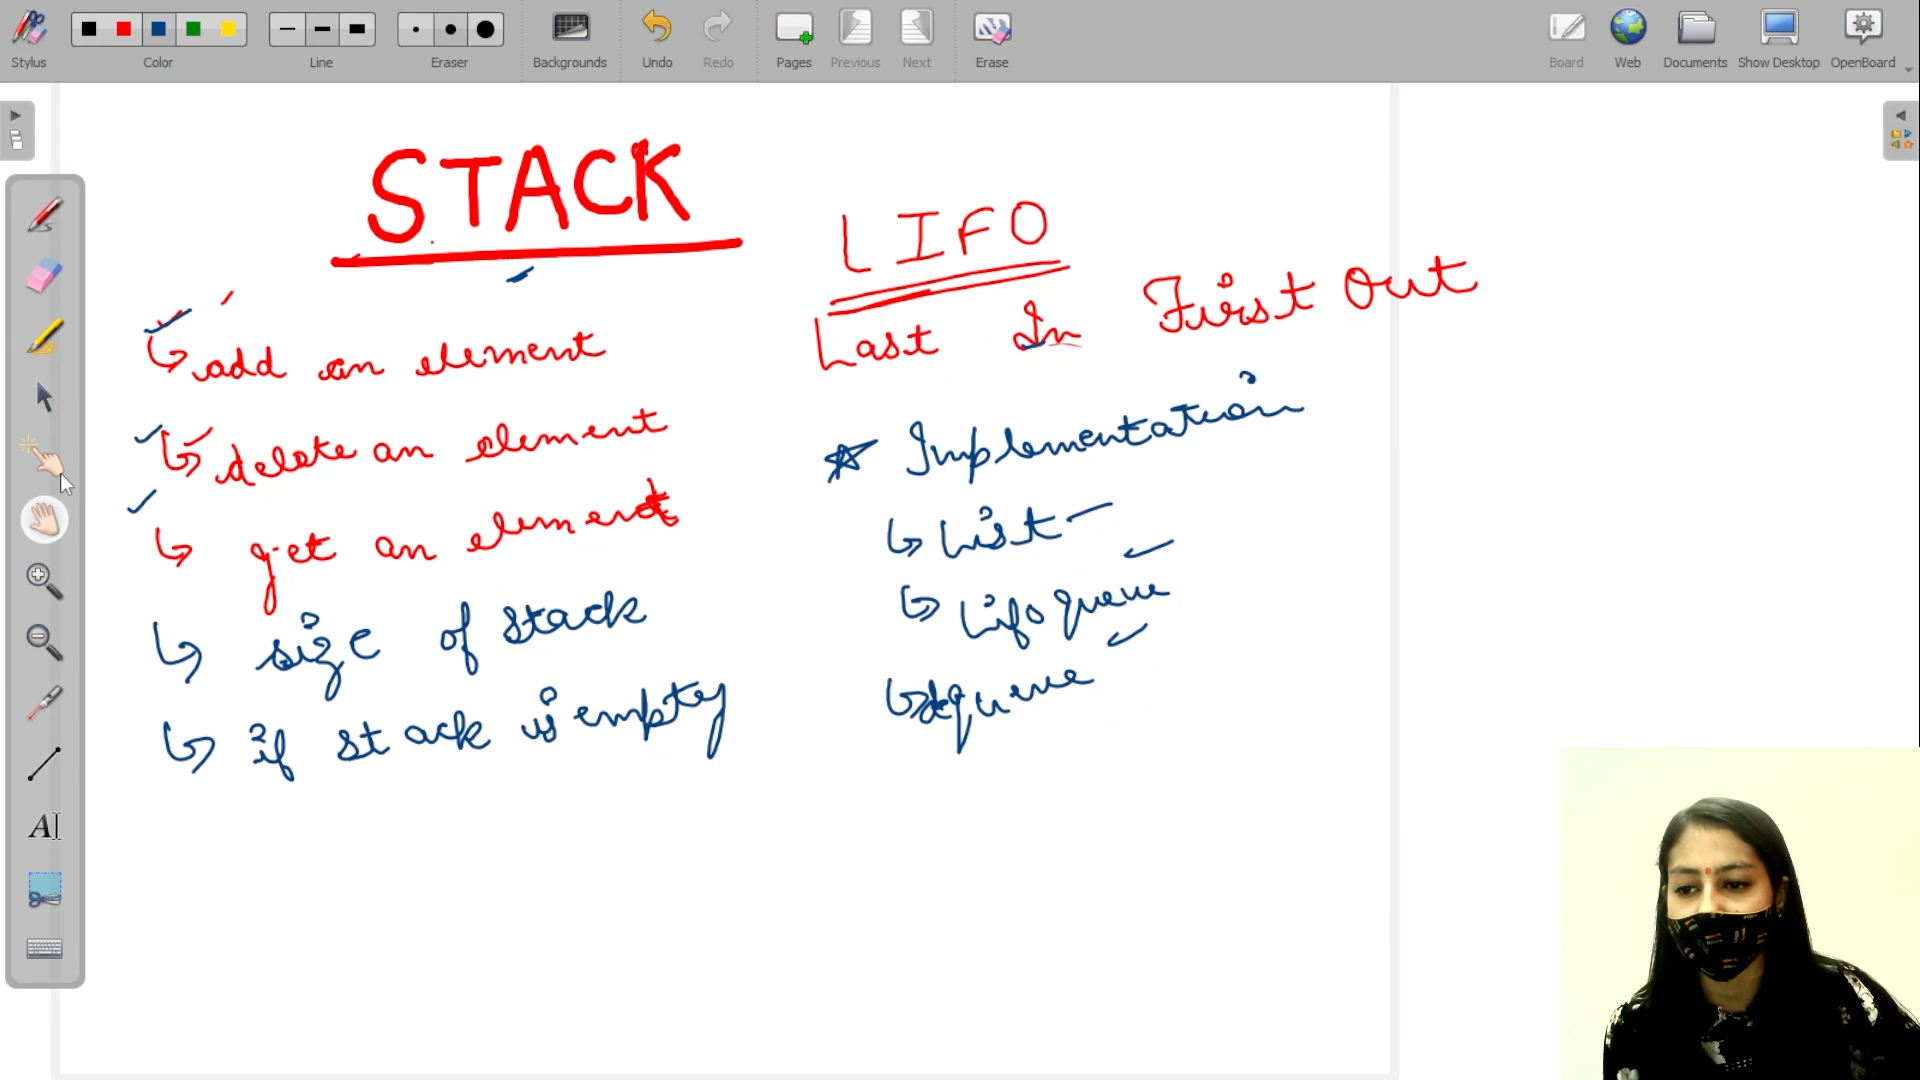 Stylus
Color
Line
Eraser
Backgrounds
Undo
Redo
Pages
Previous
Next
Erase
Board
Web
Documents
Show Desktop
OpenBoard
STACK
LIFO
Last In First Out
add an element
delete an element
get an element
size of stack
if stack is empty
Implementation
List
Lifo queue
deque